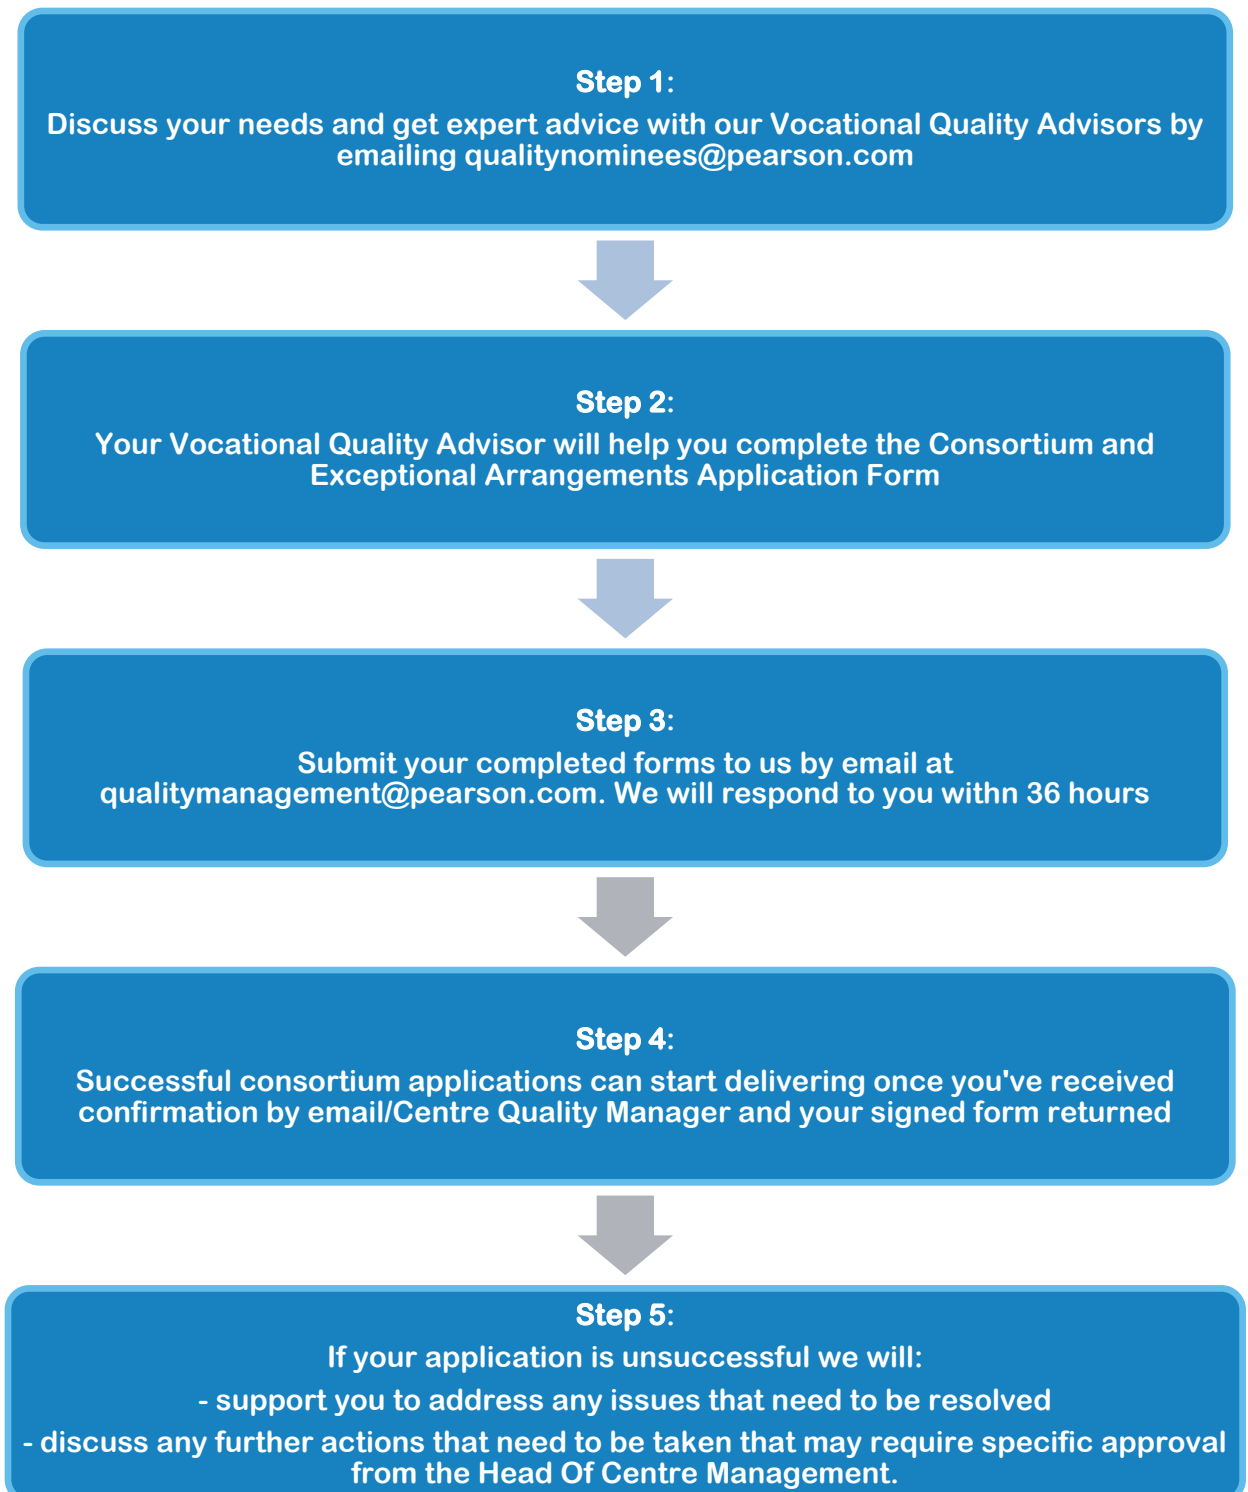 Step 1:
Discuss your needs and get expert advice with our Vocational Quality Advisors by
emailing qualitynominees@pearson.com
Step 2:
Your Vocational Quality Advisor will help you complete the Consortium and
Exceptional Arrangements Application Form
Step 3:
Submit your completed forms to us by email at
qualitymanagement@pearson.com. We will respond to you withn 36 hours
Step 4:
Successful consortium applications can start delivering once you've received
confirmation by email/Centre Quality Manager and your signed form returned
Step 5:
If your application is unsuccessful we will:
- support you to address any issues that need to be resolved
- discuss any further actions that need to be taken that may require specific approval
from the Head Of Centre Management.